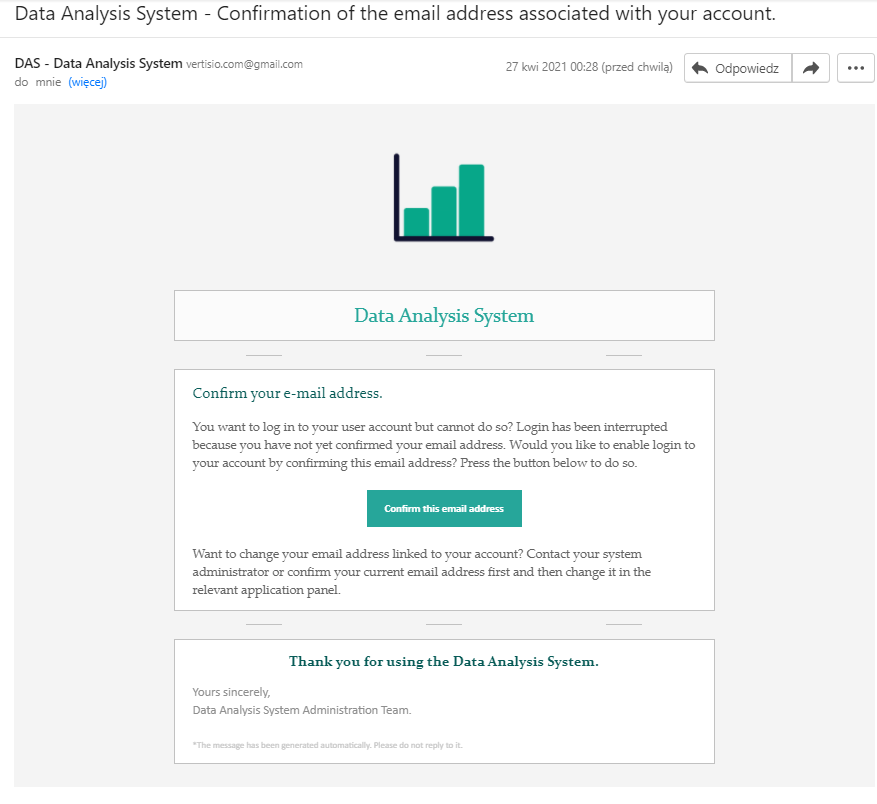 Data Analysis System - Confirmation of the email address associated with your account.
DAS - Data Analysis System vertisio.com@gmail.com
27 kwi 2021 00:28 (przed chwilą)
Odpowiedz
do mnie (więcej)
Data Analysis System
Confirm your e-mail address.
You want to log in to your user account but cannot do so? Login has been interrupted
because you have not yet confirmed your email address. Would you like to enable login to
your account by confirming this email address? Press the button below to do so.
Confirm this email address
Want to change your email address linked to your account? Contact your system
administrator or confirm your current email address first and then change it in the
relevant application panel.
Thank you for using the Data Analysis System.
Yours sincerely,
Data Analysis System Administration Team.
*The message has been generated automatically. Please do not reply to it.